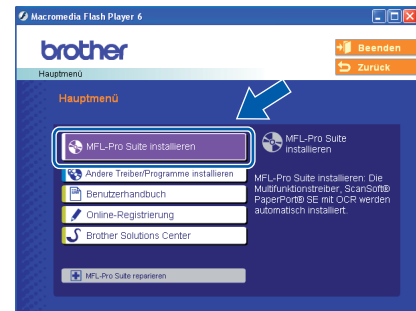 Macromedia Flash Player 6
brother
Beenden
Zurück
Hauptmenü
Hauptmenü
MFL-Pro Suite installieren
Andere Treiber/Programme installieren
Benutzerhandbuch
Online-Registrierung
Brother Solutions Center
MFL-Pro Suite reparieren
MFL-Pro Suite
installieren
MFL-Pro Suite installieren: Die
Multifunktionstreiber, ScanSoft®
PaperPort® SE mit OCR werden
automatisch installiert.